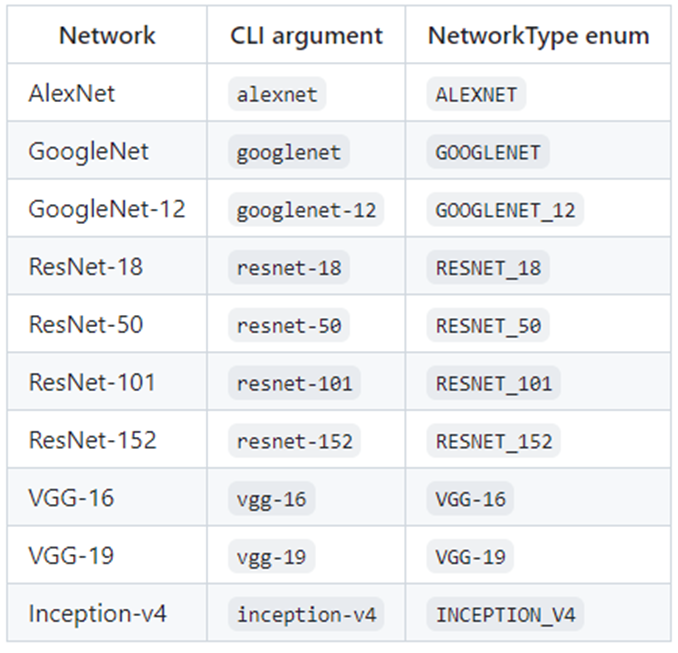 Network CLI argument NetworkType enum
AlexNet alexnet ALEXNET
GoogleNet googlenet GOOGLENET
GoogleNet-12 googlenet-12 GOOGLENET_12
ResNet-18 resnet-18 RESNET_18
ResNet-50 resnet-50 RESNET_50
ResNet-101 resnet-101 RESNET_101
ResNet-152 resnet-152 RESNET_152
VGG-16 vgg-16 VGG-16
VGG-19 vgg-19 VGG-19
Inception-v4 inception-v4 INCEPTION_V4